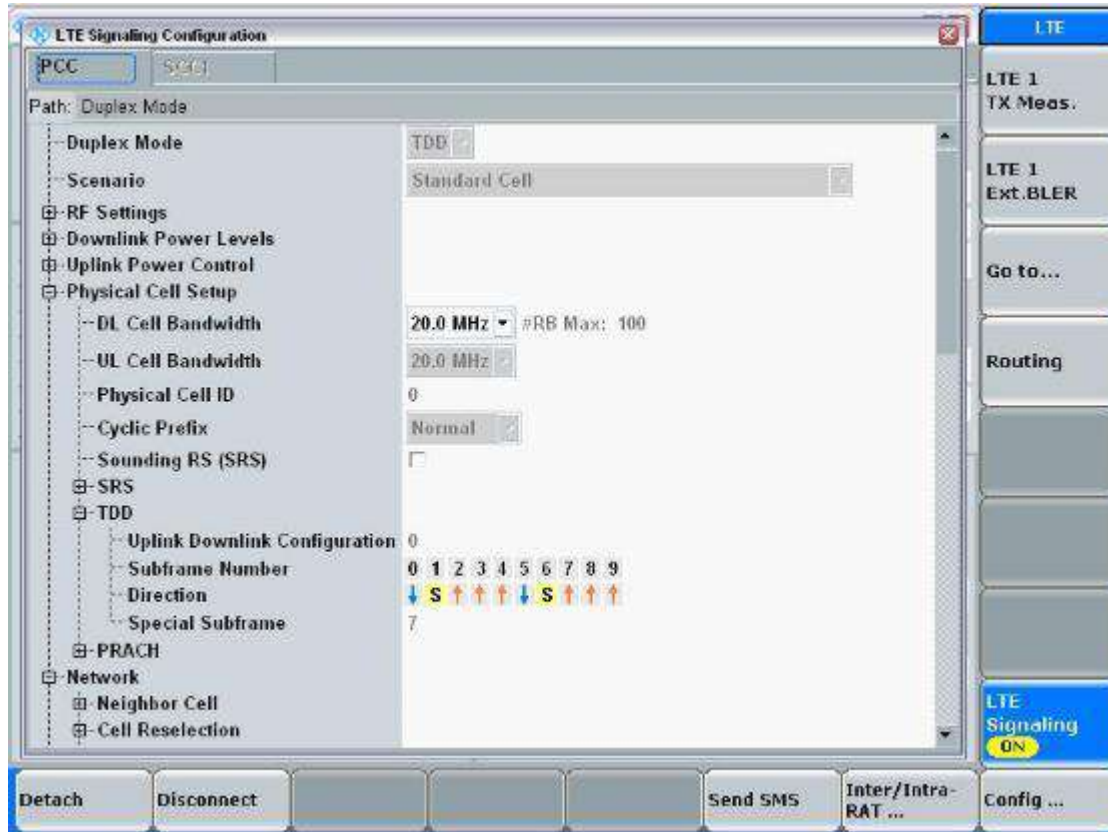 LTE Signaling Configuration
LTE
PCC
Path: Duplex Mode
LTE 1
TX Meas.
Duplex Mode TDD
Scenario Standard Cell
LTE 1
Ext.BLER
RF Settings
Downlink Power Levels
Uplink Power Control
Go to...
Physical Cell Setup
DL Cell Bandwidth 20.0 MHz #RB Max: 100
UL Cell Bandwidth 20.0 MHz
Routing
Physical Cell ID 0
Cyclic Prefix Normal
Sounding RS (SRS)
SRS
TDD
Uplink Downlink Configuration 0
Subframe Number 0 1 2 3 4 5 6 7 8 9
Direction ↓ S ↑ ↑ ↑ ↓ S ↑ ↑ ↑
Special Subframe 7
PRACH
Network
Neighbor Cell
Cell Reselection
LTE
Signaling
ON
Detach
Disconnect
Send SMS
Inter/Intra-
RAT ...
Config ...